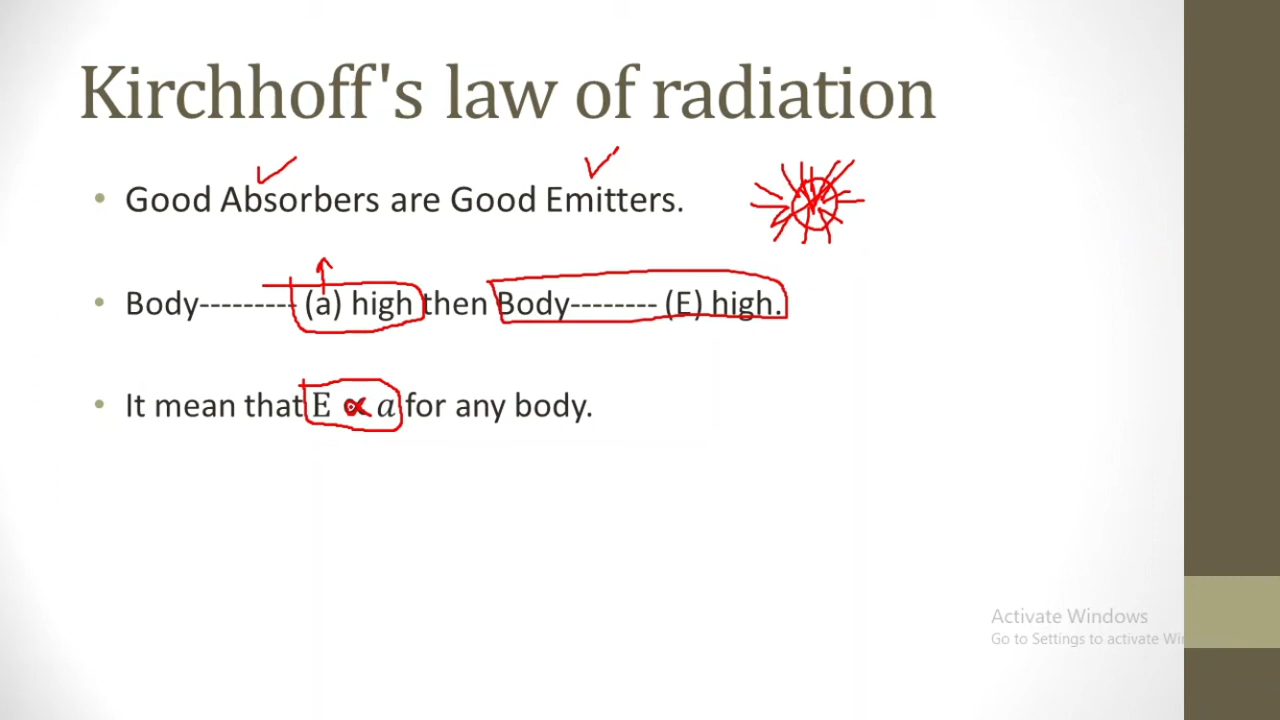 Kirchhoff's law of radiation
• Good Absorbers are Good Emitters.
• Body--------- (a) high then Body-------- (E) high.
• It mean that E ∝ a for any body.
Activate Windows
Go to Settings to activate